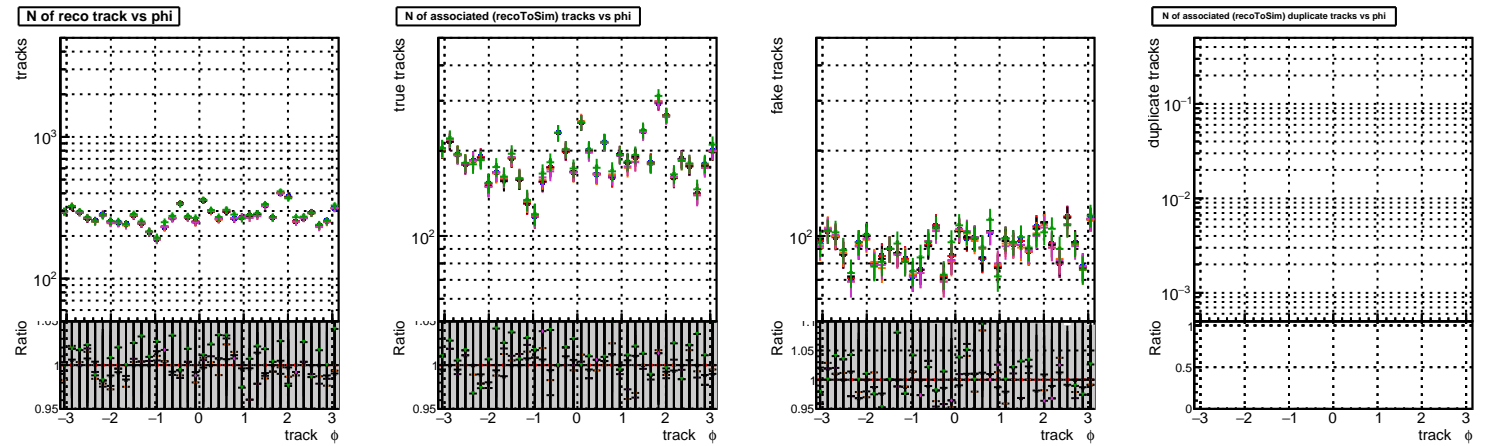 N of reco track vs phi
tracks
10³
10²
Ratio
1
0.95
−3 −2 −1 0 1 2 3
track ϕ
N of associated (recoToSim) tracks vs phi
true tracks
10²
Ratio
1
0.95
−3 −2 −1 0 1 2 3
track ϕ
fake tracks
10²
Ratio
1.05
1
0.95
−3 −2 −1 0 1 2 3
track ϕ
N of associated (recoToSim) duplicate tracks vs phi
duplicate tracks
10⁻¹
10⁻²
10⁻³
Ratio
1
0.5
0
−3 −2 −1 0 1 2 3
track ϕ